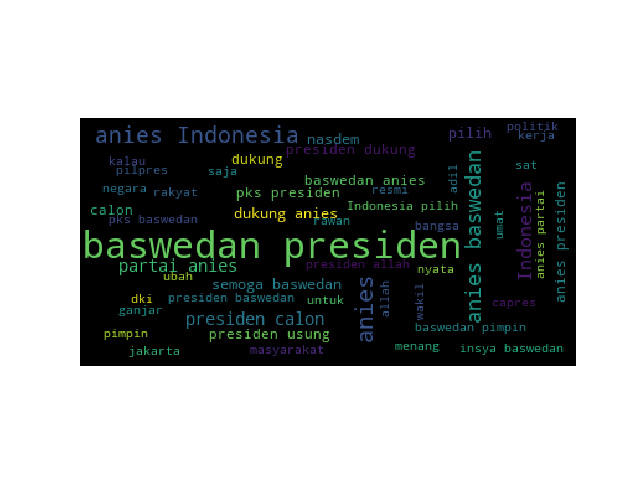 politik
anies Indonesia
nasdem
pilih
kerja
presiden dukung
kalau
dukung
pilpres
saja
adil
sat
baswedan anies
negara
rakyat
pks presiden
resmi
calon
Indonesia pilih
pks baswedan
dukung anies
rawan
bangsa
umat
anies baswedan
Indonesia
anies partai
anies presiden
baswedan presiden
partai anies
presiden allah
nyata
ubah
semoga baswedan
anies
allah
wakil
dki
presiden baswedan
untuk
capres
ganjar
presiden calon
baswedan pimpin
pimpin
presiden usung
jakarta
masyarakat
menang
insya baswedan